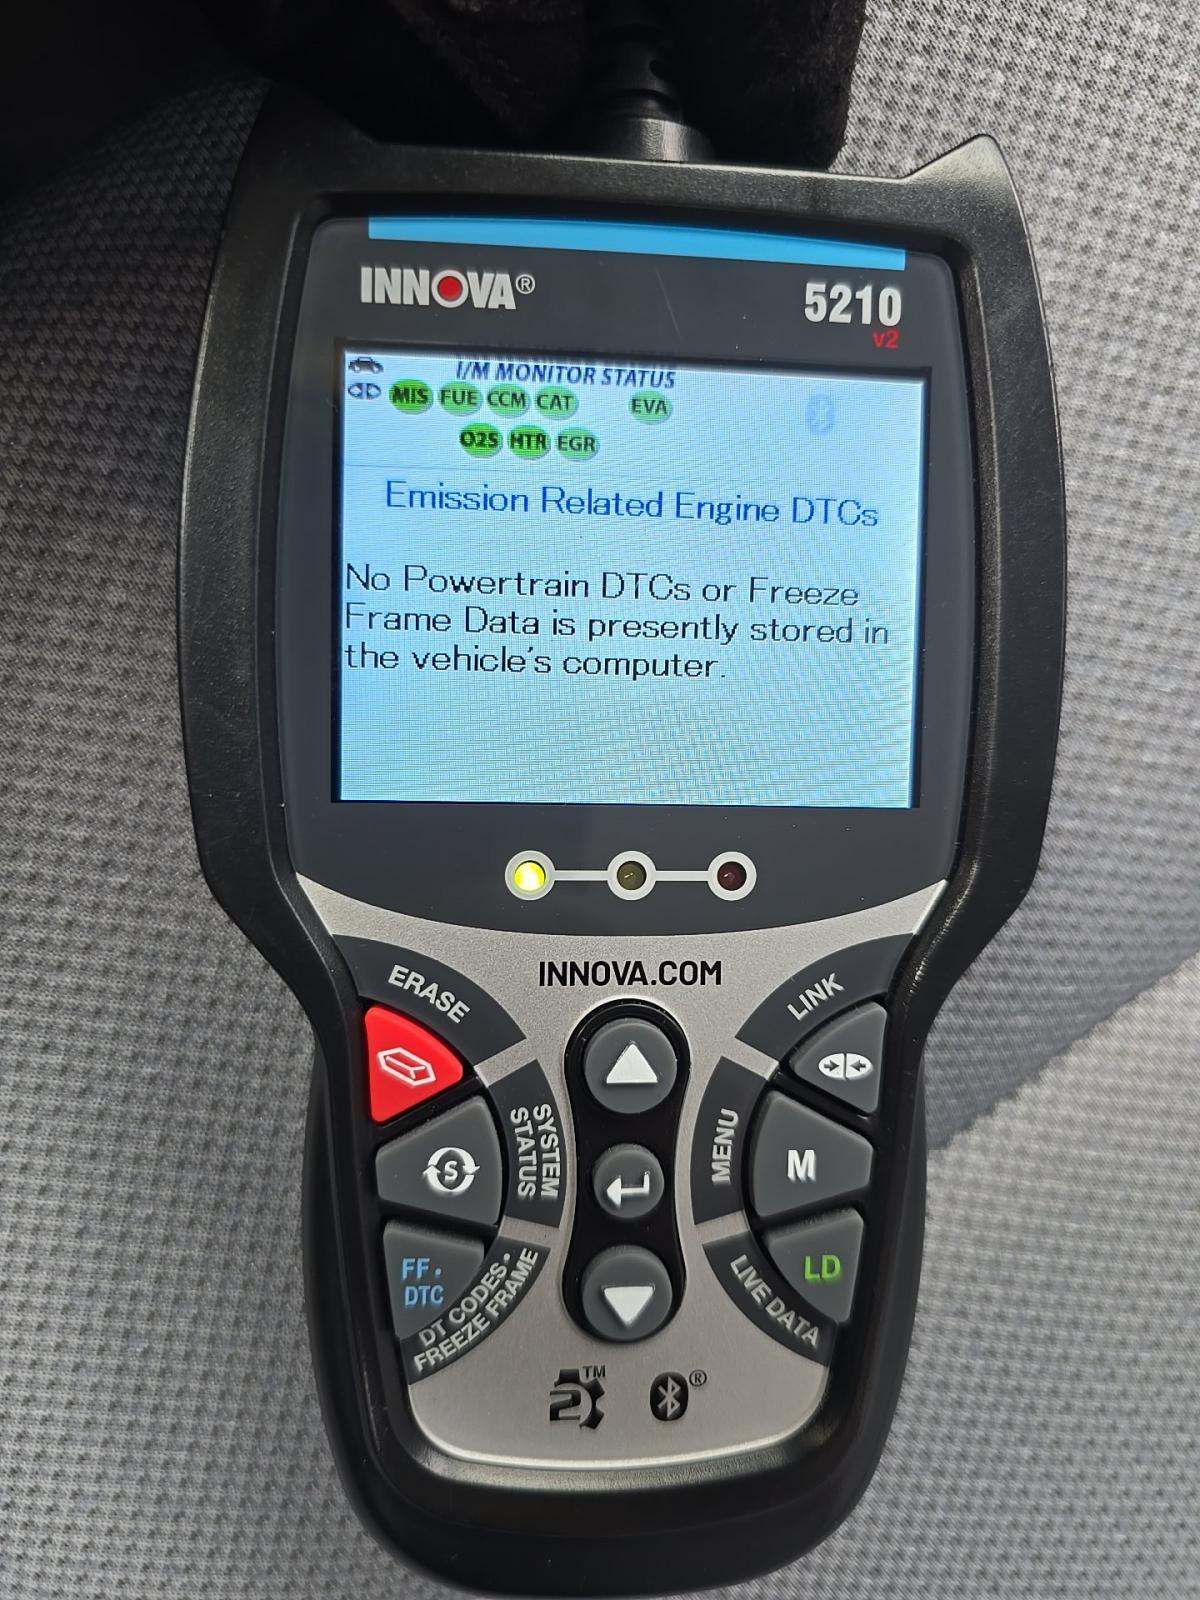 INNOVA®
5210
v2
I/M MONITOR STATUS
MIS FUE CCM CAT EVA
O2S HTR EGR
Emission Related Engine DTCs
No Powertrain DTCs or Freeze
Frame Data is presently stored in
the vehicle's computer.
INNOVA.COM
ERASE
LINK
SYSTEM
STATUS
S
MENU
M
FF·
DTC
DT CODES·
FREEZE FRAME
LIVE DATA
LD
2™
®